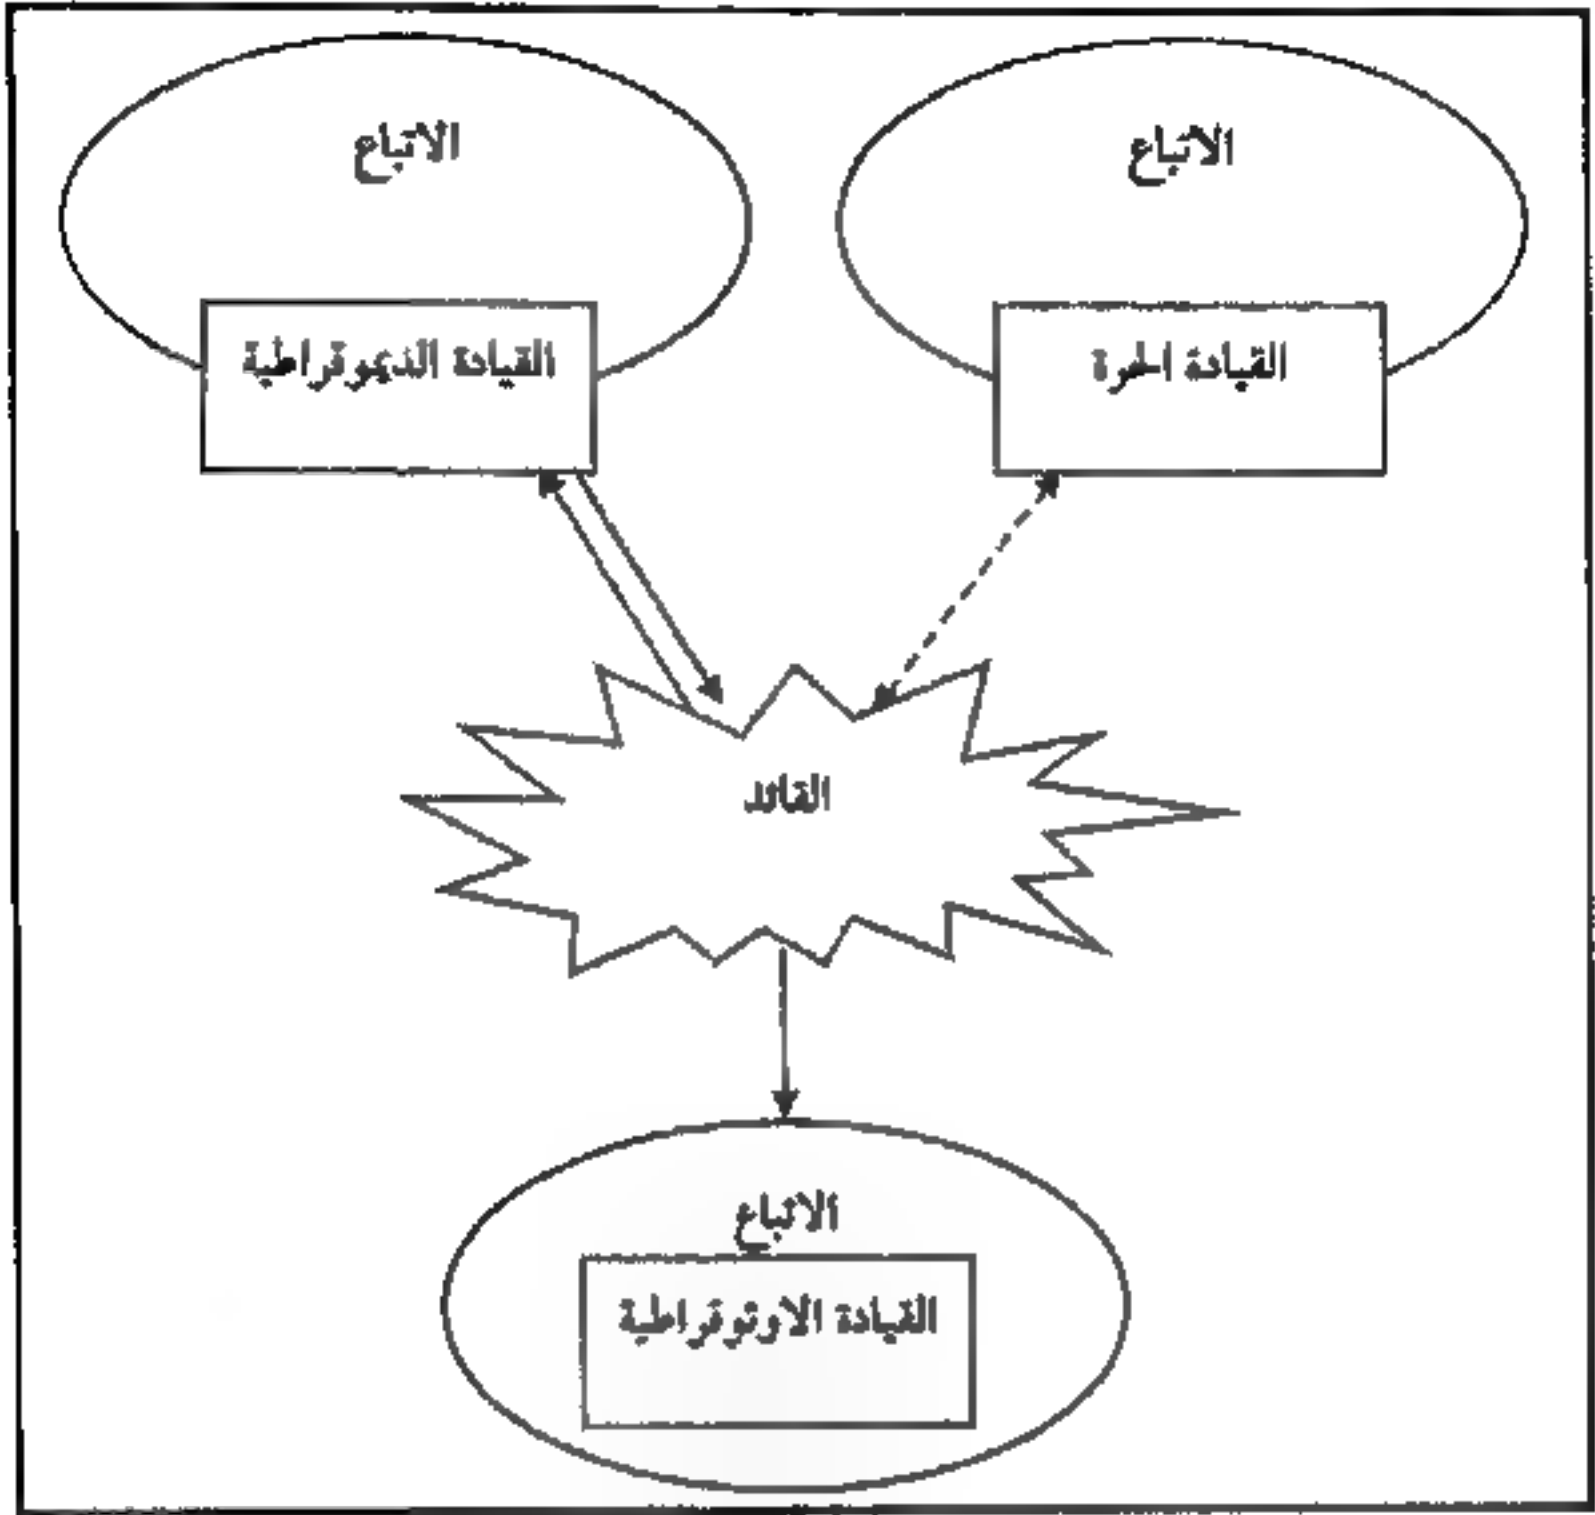 الاتباع
القيادة الحرة
الاتباع
القيادة الديموقراطية
القائد
الاتباع
القيادة الاوتوقراطية